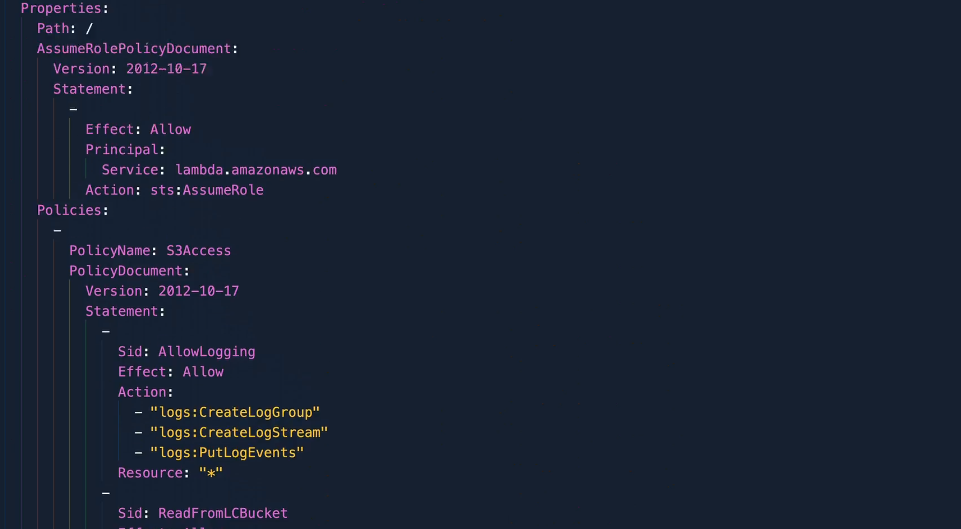 Properties:
Path: /
AssumeRolePolicyDocument:
Version: 2012-10-17
Statement:
-
Effect: Allow
Principal:
Service: lambda.amazonaws.com
Action: sts:AssumeRole
Policies:
-
PolicyName: S3Access
PolicyDocument:
Version: 2012-10-17
Statement:
-
Sid: AllowLogging
Effect: Allow
Action:
- "logs:CreateLogGroup"
- "logs:CreateLogStream"
- "logs:PutLogEvents"
Resource: "*"
-
Sid: ReadFromLCBucket